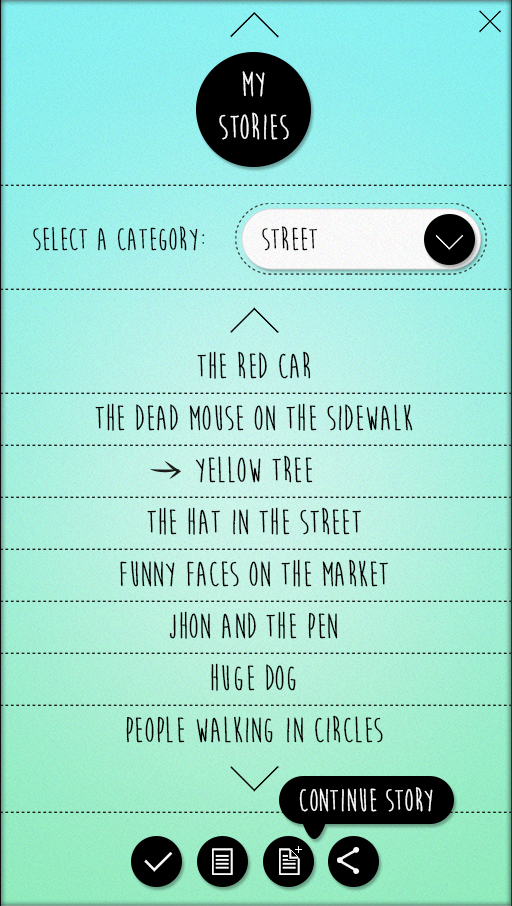 MY
STORIES
SELECT A CATEGORY:
STREET
THE RED CAR
THE DEAD MOUSE ON THE SIDEWALK
YELLOW TREE
THE HAT IN THE STREET
FUNNY FACES ON THE MARKET
JHON AND THE PEN
HUGE DOG
PEOPLE WALKING IN CIRCLES
CONTINUE STORY